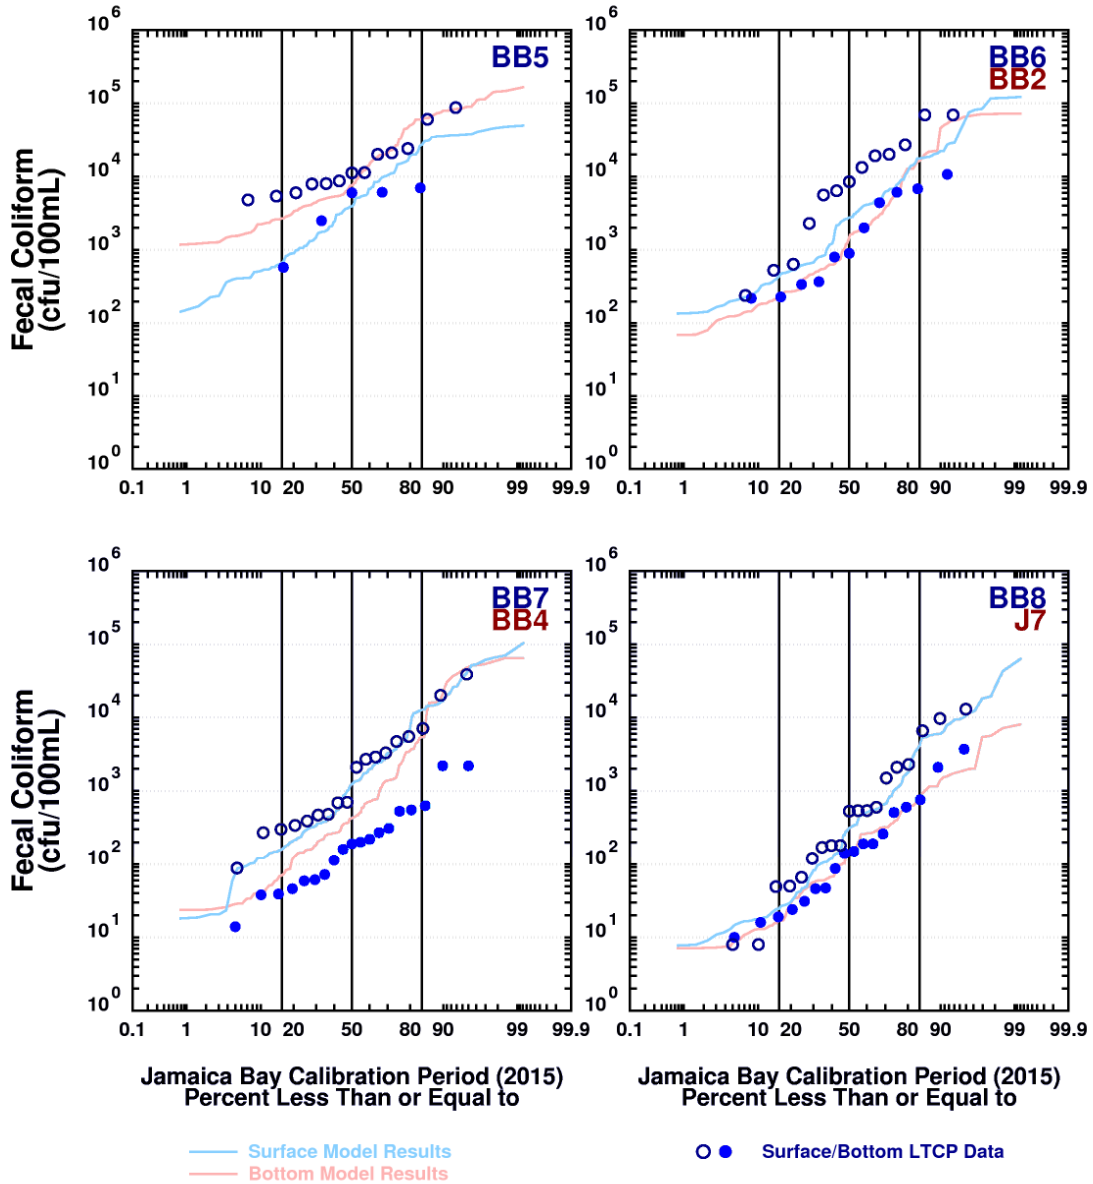 10^6
10^5
10^4
10^3
10^2
10^1
10^0
Fecal Coliform
(cfu/100mL)
BB5
0.1 1 10 20 50 80 90 99 99.9
10^6
10^5
10^4
10^3
10^2
10^1
10^0
BB6
BB2
0.1 1 10 20 50 80 90 99 99.9
10^6
10^5
10^4
10^3
10^2
10^1
10^0
Fecal Coliform
(cfu/100mL)
BB7
BB4
0.1 1 10 20 50 80 90 99 99.9
Jamaica Bay Calibration Period (2015)
Percent Less Than or Equal to
10^6
10^5
10^4
10^3
10^2
10^1
10^0
BB8
J7
0.1 1 10 20 50 80 90 99 99.9
Jamaica Bay Calibration Period (2015)
Percent Less Than or Equal to
Surface Model Results
Bottom Model Results
Surface/Bottom LTCP Data